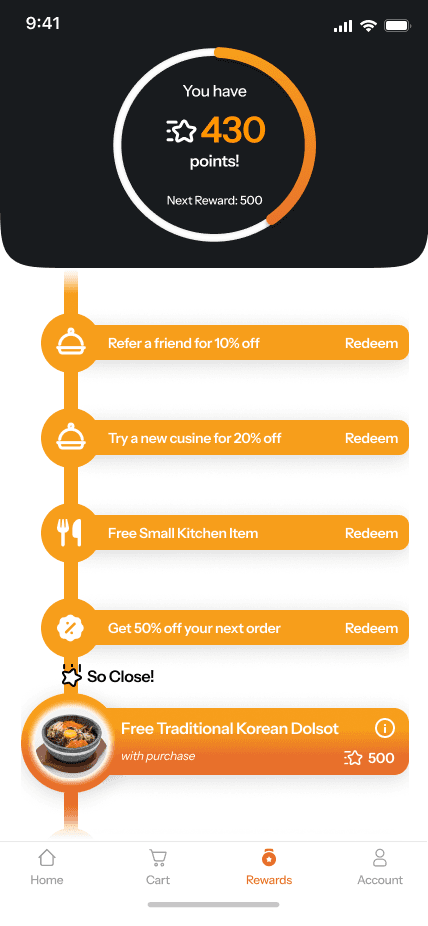 9:41
You have
430
points!
Next Reward: 500
Refer a friend for 10% off Redeem
Try a new cusine for 20% off Redeem
Free Small Kitchen Item Redeem
Get 50% off your next order Redeem
So Close!
Free Traditional Korean Dolsot
with purchase 500
Home Cart Rewards Account